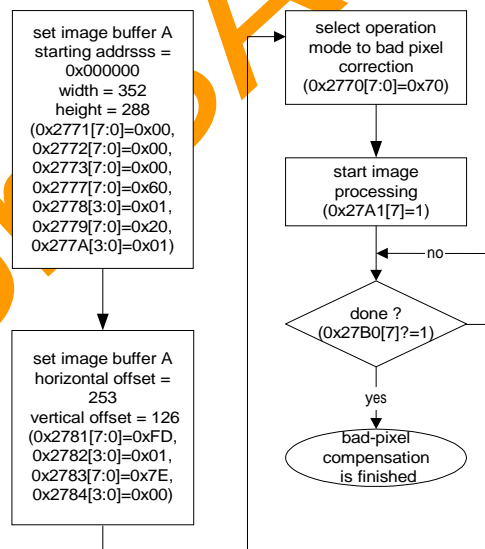 set image buffer A
starting addrsss =
0x000000
width = 352
height = 288
(0x2771[7:0]=0x00,
0x2772[7:0]=0x00,
0x2773[7:0]=0x00,
0x2777[7:0]=0x60,
0x2778[3:0]=0x01,
0x2779[7:0]=0x20,
0x277A[3:0]=0x01)
set image buffer A
horizontal offset =
253
vertical offset = 126
(0x2781[7:0]=0xFD,
0x2782[3:0]=0x01,
0x2783[7:0]=0x7E,
0x2784[3:0]=0x00)
select operation
mode to bad pixel
correction
(0x2770[7:0]=0x70)
start image
processing
(0x27A1[7]=1)
no
done ?
(0x27B0[7]?=1)
yes
bad-pixel
compensation
is finished